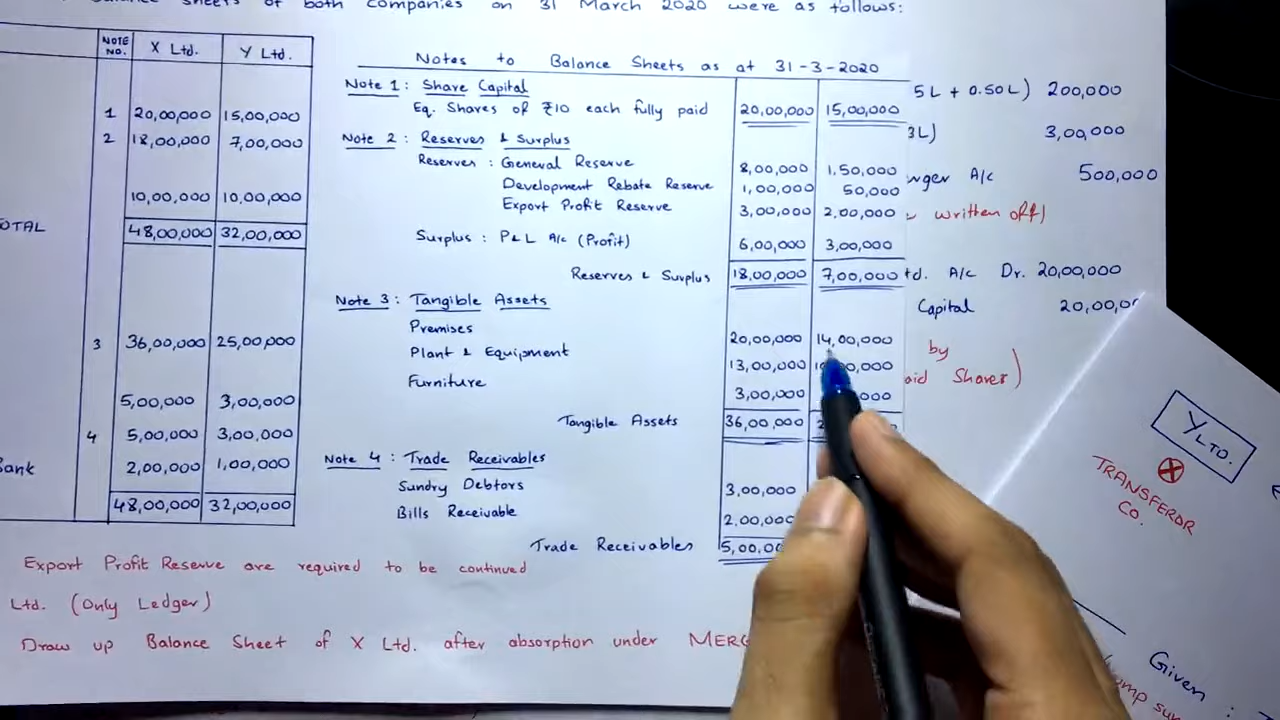 Balance Sheets of both companies on 31 March 2020 were as follows:
NOTE NO. X Ltd. Y Ltd.
1 20,00,000 15,00,000
2 18,00,000 7,00,000
10,00,000 10,00,000
48,00,000 32,00,000
3 36,00,000 25,00,000
5,00,000 3,00,000
4 5,00,000 3,00,000
Bank 2,00,000 1,00,000
48,00,000 32,00,000
Notes to Balance Sheets as at 31-3-2020
Note 1: Share Capital
Eq. Shares of ₹10 each fully paid 20,00,000 15,00,000
Note 2: Reserves & Surplus
Reserves: General Reserve 8,00,000 1,50,000
Development Rebate Reserve 1,00,000 50,000
Export Profit Reserve 3,00,000 2,00,000
Surplus: P&L A/c (Profit) 6,00,000 3,00,000
Reserves & Surplus 18,00,000 7,00,000
Note 3: Tangible Assets
Premises 20,00,000 14,00,000
Plant & Equipment 13,00,000
Furniture 3,00,000
Tangible Assets 36,00,000
Note 4: Trade Receivables
Sundry Debtors 3,00,000
Bills Receivable 2,00,000
Trade Receivables
5L + 0.50L) 200,000
3L) 3,00,000
A/c 500,000
written off)
A/c Dr. 20,00,000
Capital
by
Shares)
Y LTD.
TRANSFEROR
CO.
Given:
Export Profit Reserve are required to be continued
Ltd. (Only Ledger)
Draw up Balance Sheet of X Ltd. after absorption under